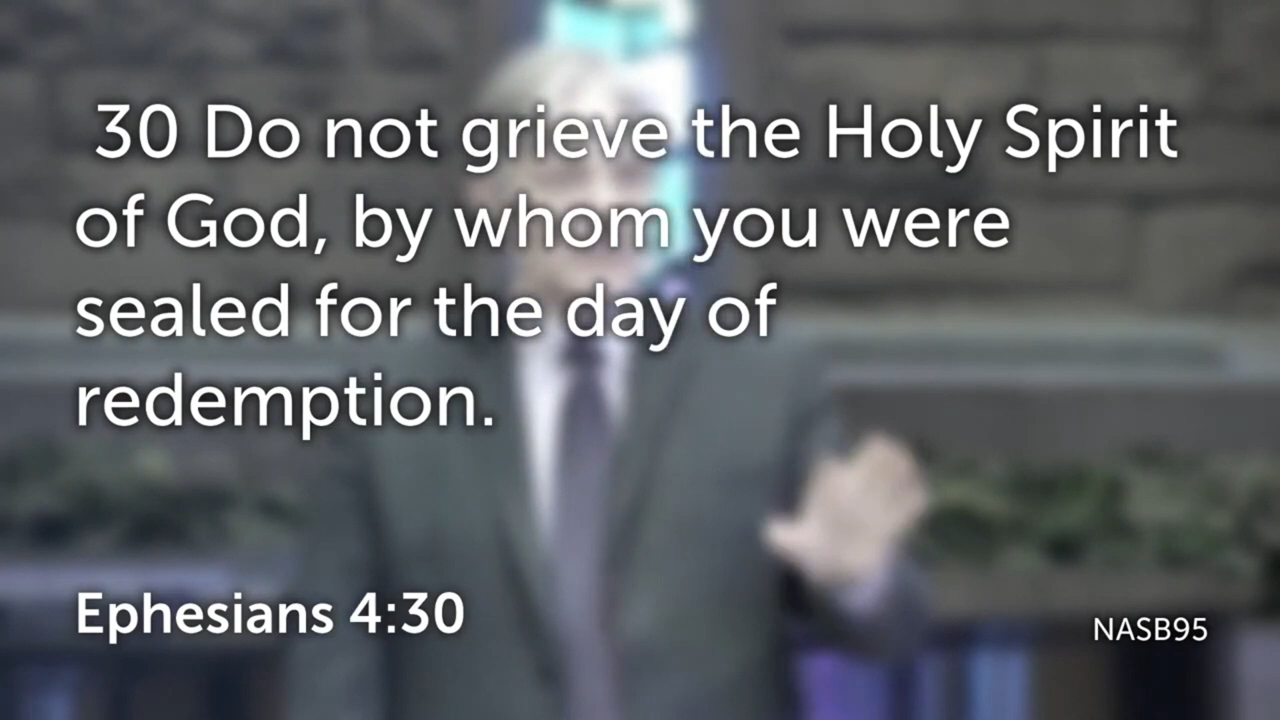 30 Do not grieve the Holy Spirit
of God, by whom you were
sealed for the day of
redemption.
Ephesians 4:30
NASB95